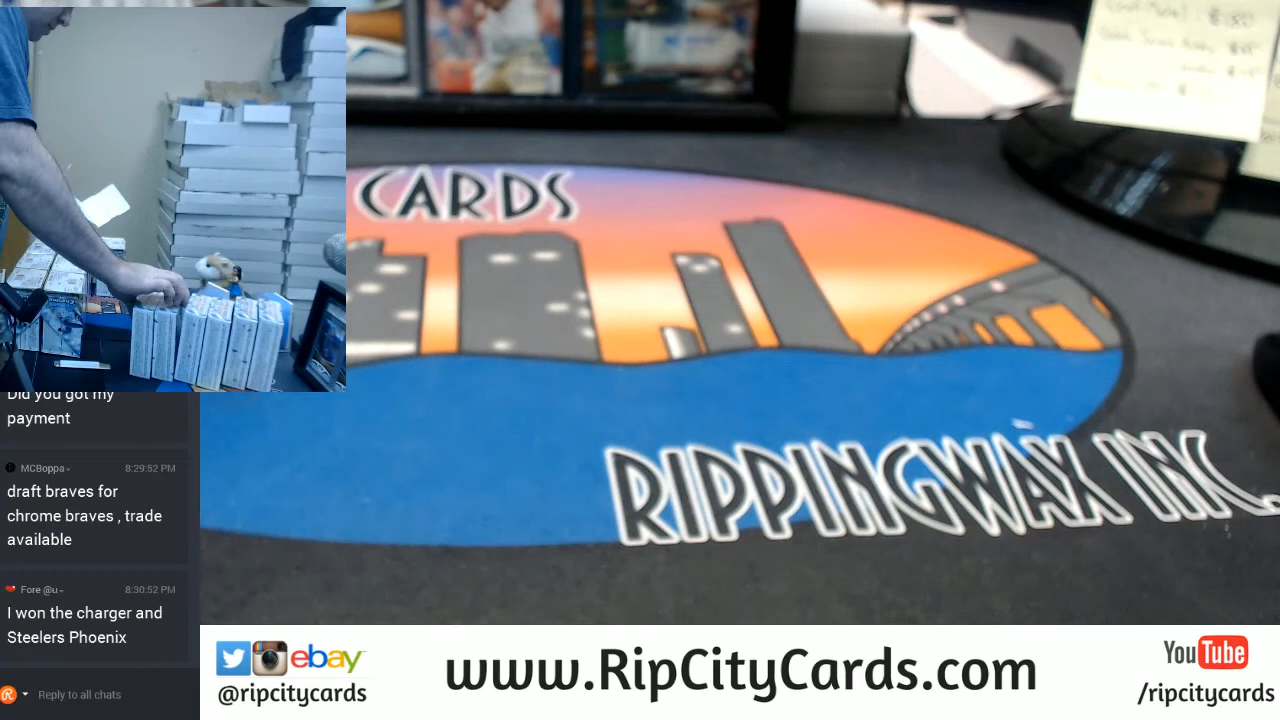 CARDS
RIPPINGWAX INC.
Did you got my
payment
MCBoppa 8:29:52 PM
draft braves for
chrome braves , trade
available
Fore @u 8:30:52 PM
I won the charger and
Steelers Phoenix
Reply to all chats
ebay
@ripcitycards
www.RipCityCards.com
YouTube
/ripcitycards